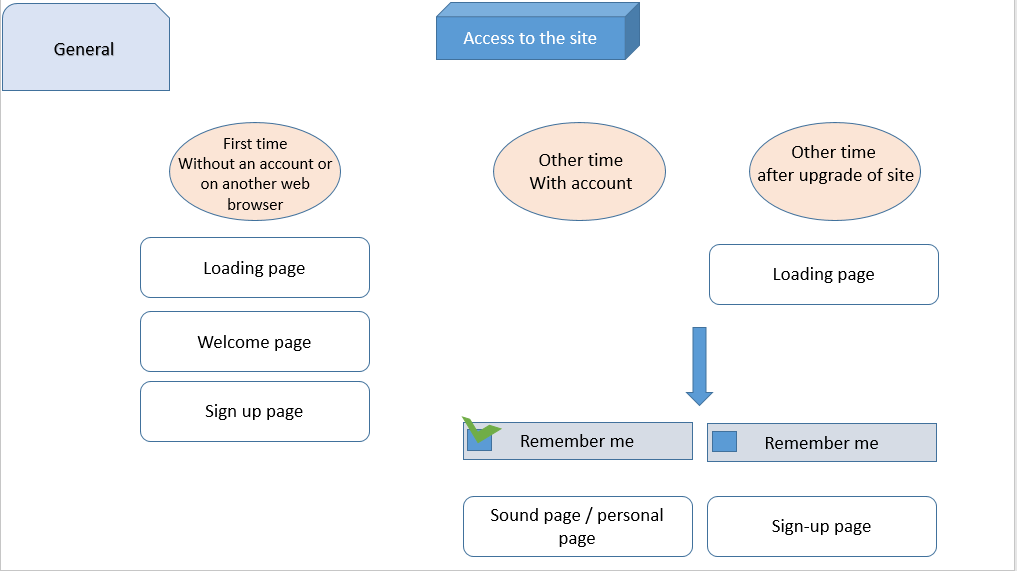 General
Access to the site
First time
Without an account or
on another web
browser
Other time
With account
Other time
after upgrade of site
Loading page
Loading page
Welcome page
Sign up page
Remember me
Remember me
Sound page / personal
page
Sign-up page